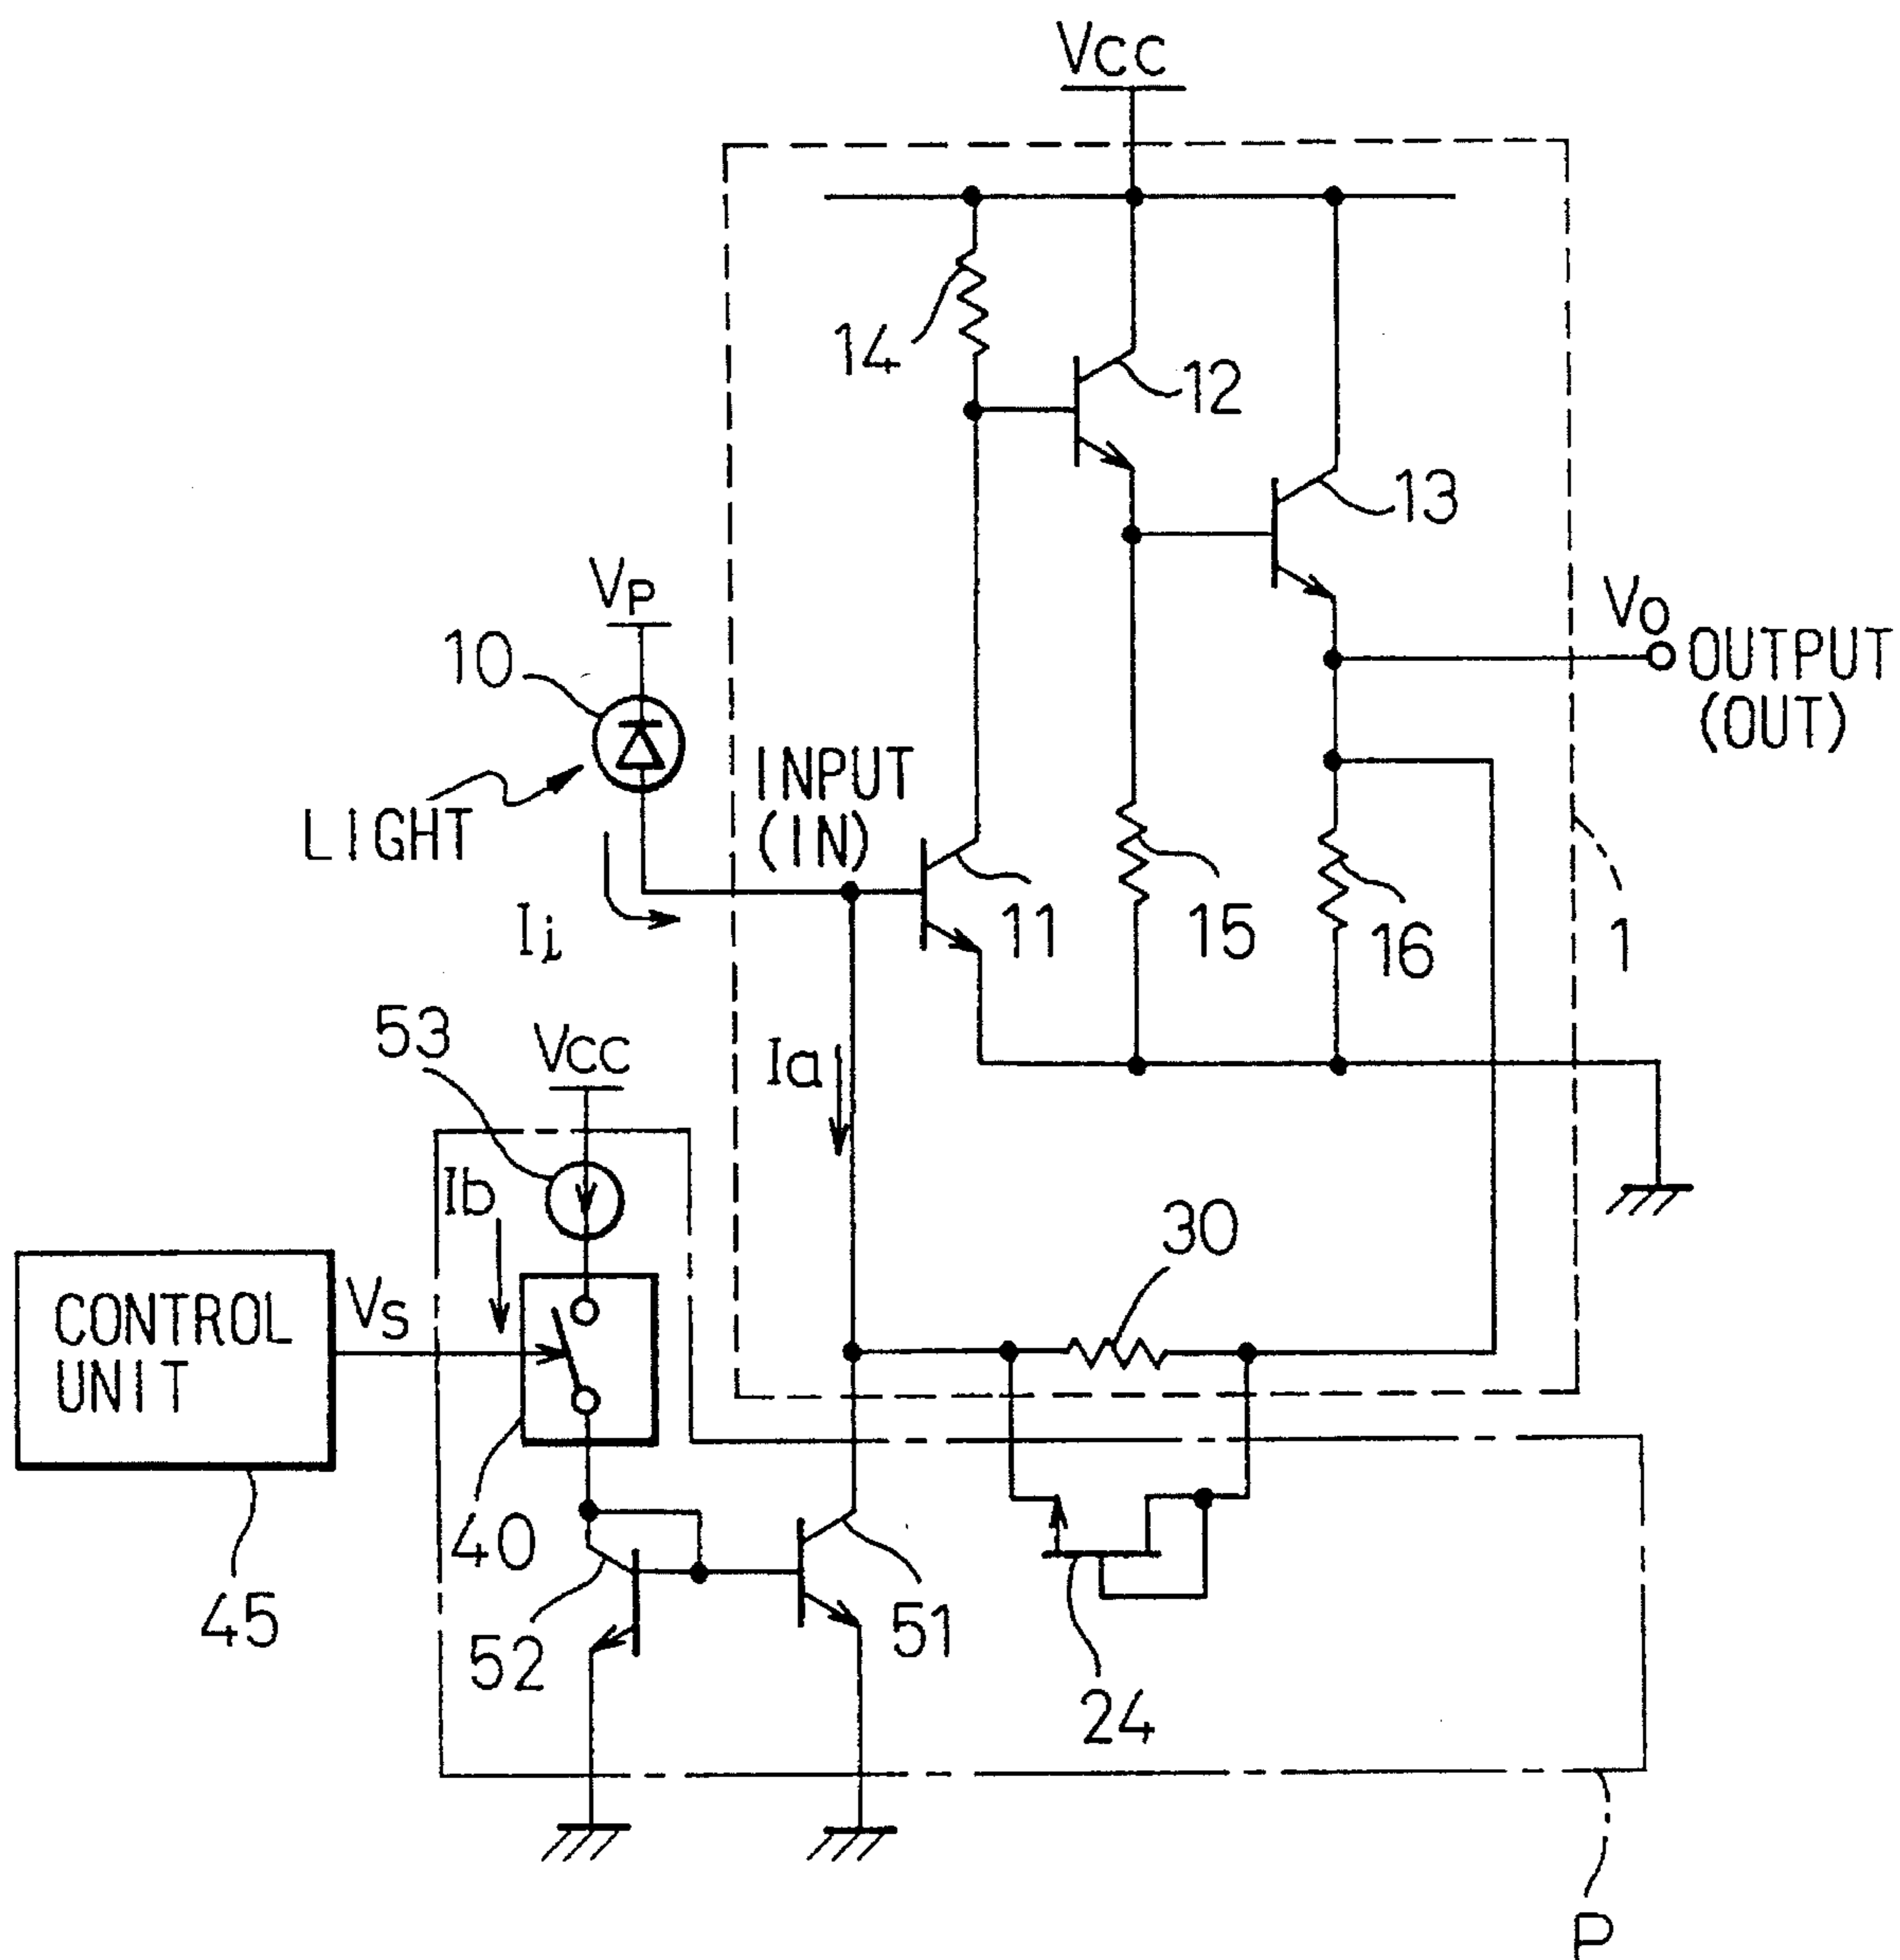 VCC
14
12
13
VP
10
VO
OUTPUT
(OUT)
INPUT
(IN)
LIGHT
Ij
11
15
16
1
53
VCC
Ia
Ib
30
CONTROL
UNIT
VS
40
45
52
51
24
P